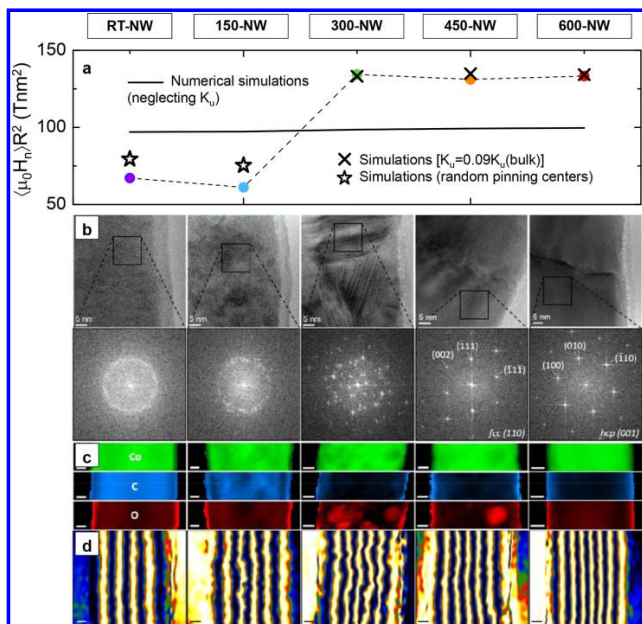 RT-NW 150-NW 300-NW 450-NW 600-NW
⟨μ₀Hₙ⟩R² (Tnm²)
150
100
50
a
Numerical simulations
(neglecting Kᵤ)
Simulations [Kᵤ=0.09Kᵤ(bulk)]
Simulations (random pinning centers)
b
5 nm 5 nm 5 nm 5 nm 5 nm
(002) (111) (1̄11̄) fcc ⟨110⟩
(100) (010) (1̄10) hcp ⟨001⟩
c
Co
C
O
d